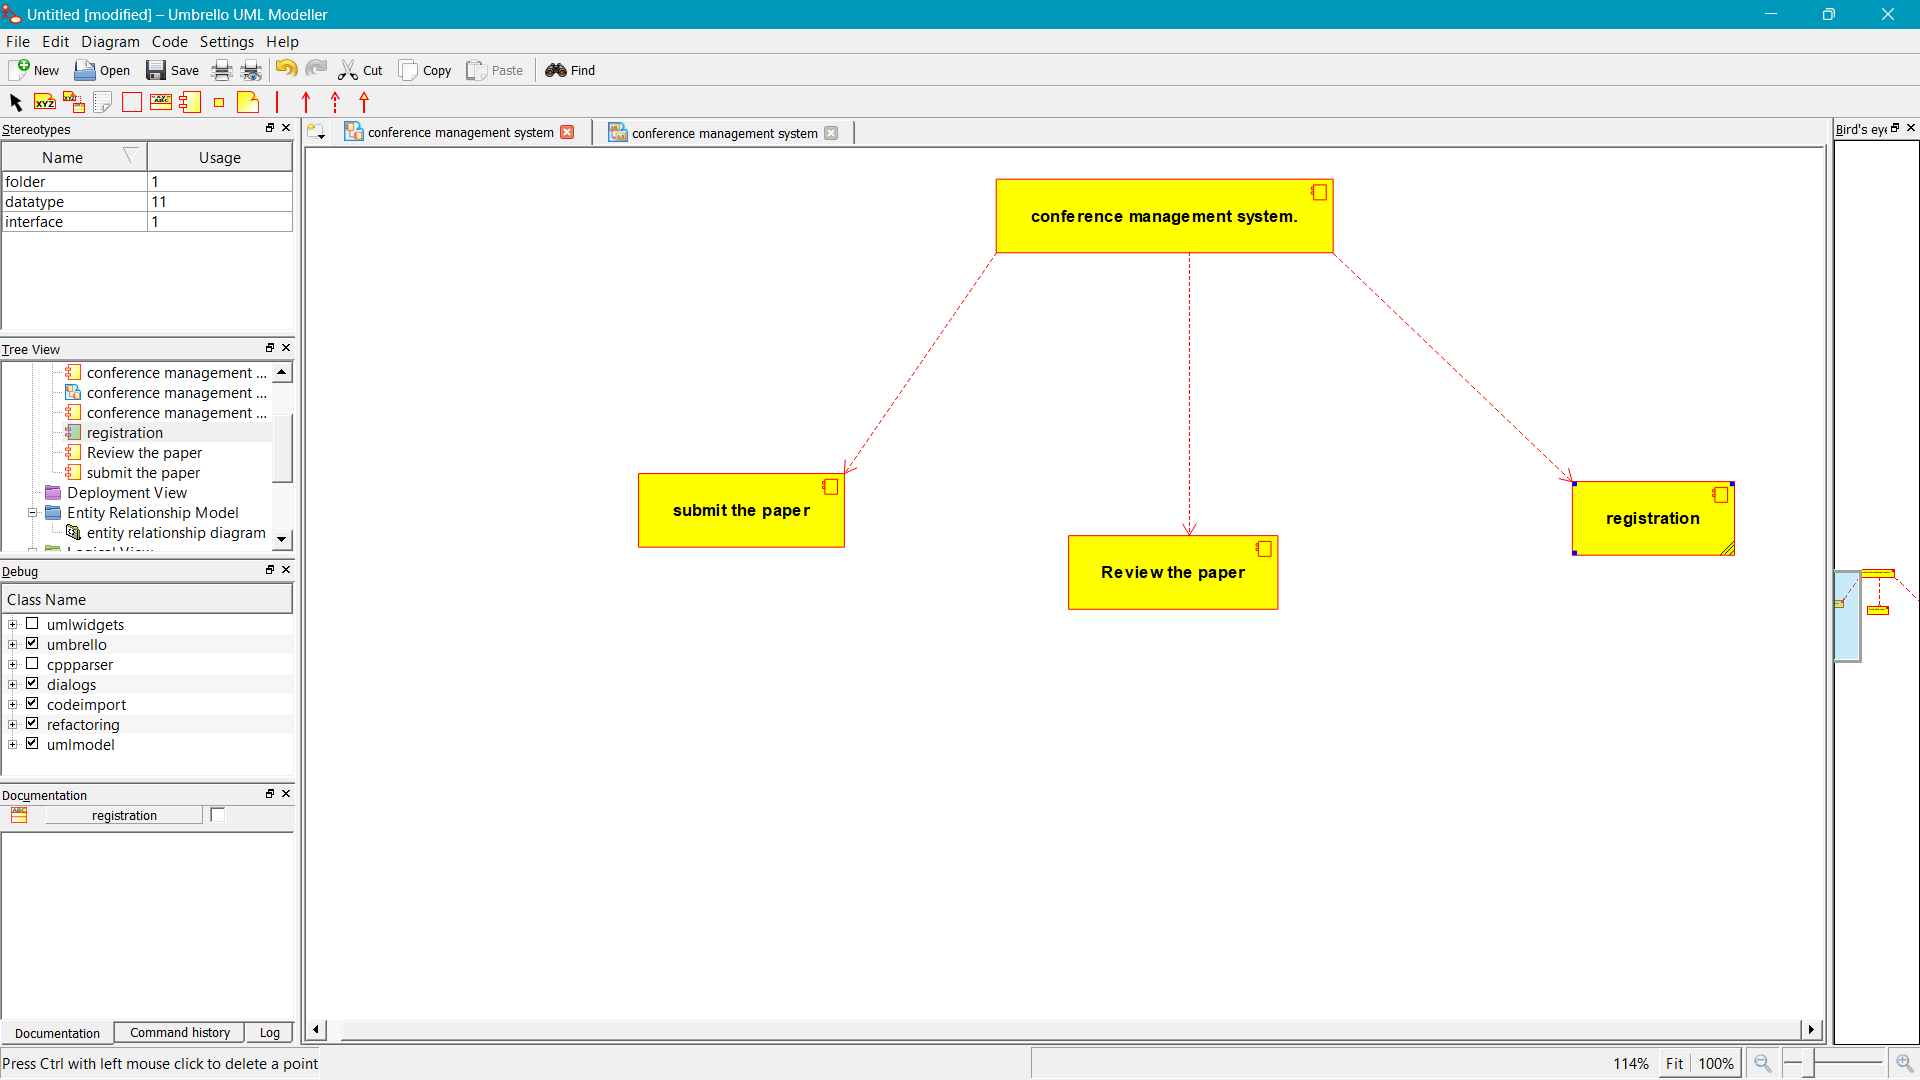 Untitled [modified] – Umbrello UML Modeller
File Edit Diagram Code Settings Help
New Open Save Cut Copy Paste Find
XYZ XYZ ABC
Stereotypes
Name Usage
folder 1
datatype 11
interface 1
Tree View
conference management ...
conference management ...
conference management ...
registration
Review the paper
submit the paper
Deployment View
Entity Relationship Model
entity relationship diagram
Debug
Class Name
umlwidgets
umbrello
cppparser
dialogs
codeimport
refactoring
umlmodel
Documentation
registration
Documentation Command history Log
Press Ctrl with left mouse click to delete a point
conference management system conference management system
conference management system.
submit the paper
Review the paper
registration
Bird's eye
114% Fit 100%